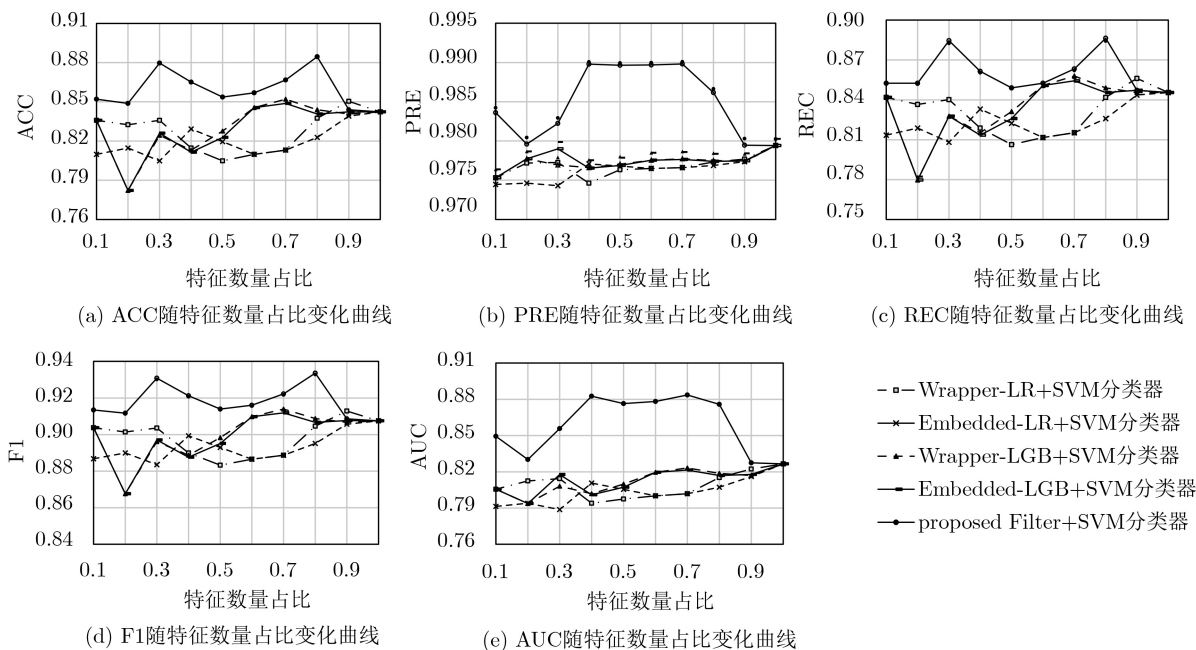 0.91
0.88
0.85
0.82
0.79
0.76
ACC
0.1 0.3 0.5 0.7 0.9
特征数量占比
(a) ACC随特征数量占比变化曲线
0.995
0.990
0.985
0.980
0.975
0.970
PRE
0.1 0.3 0.5 0.7 0.9
特征数量占比
(b) PRE随特征数量占比变化曲线
0.90
0.87
0.84
0.81
0.78
0.75
REC
0.1 0.3 0.5 0.7 0.9
特征数量占比
(c) REC随特征数量占比变化曲线
0.94
0.92
0.90
0.88
0.86
0.84
F1
0.1 0.3 0.5 0.7 0.9
特征数量占比
(d) F1随特征数量占比变化曲线
0.91
0.88
0.85
0.82
0.79
0.76
AUC
0.1 0.3 0.5 0.7 0.9
特征数量占比
(e) AUC随特征数量占比变化曲线
Wrapper-LR+SVM分类器
Embedded-LR+SVM分类器
Wrapper-LGB+SVM分类器
Embedded-LGB+SVM分类器
proposed Filter+SVM分类器